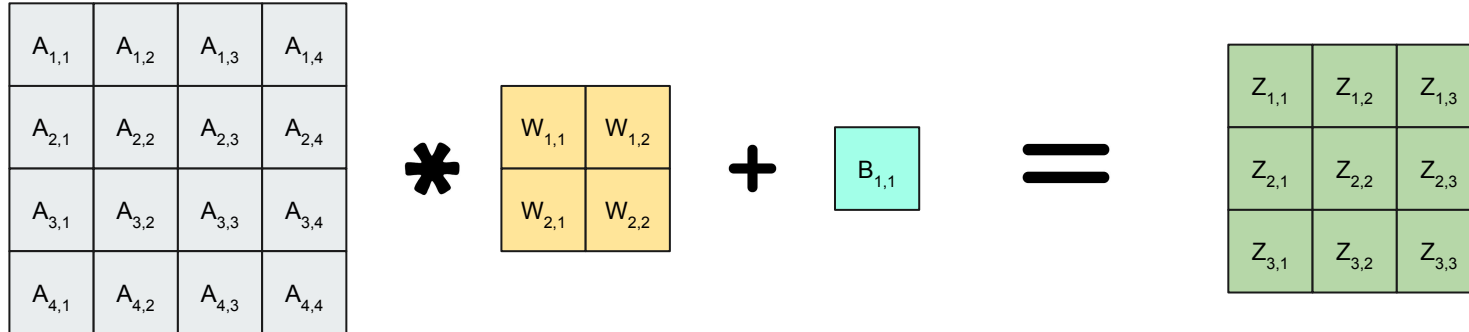 A1,1 A1,2 A1,3 A1,4
A2,1 A2,2 A2,3 A2,4
A3,1 A3,2 A3,3 A3,4
A4,1 A4,2 A4,3 A4,4
*
W1,1 W1,2
W2,1 W2,2
+
B1,1
=
Z1,1 Z1,2 Z1,3
Z2,1 Z2,2 Z2,3
Z3,1 Z3,2 Z3,3